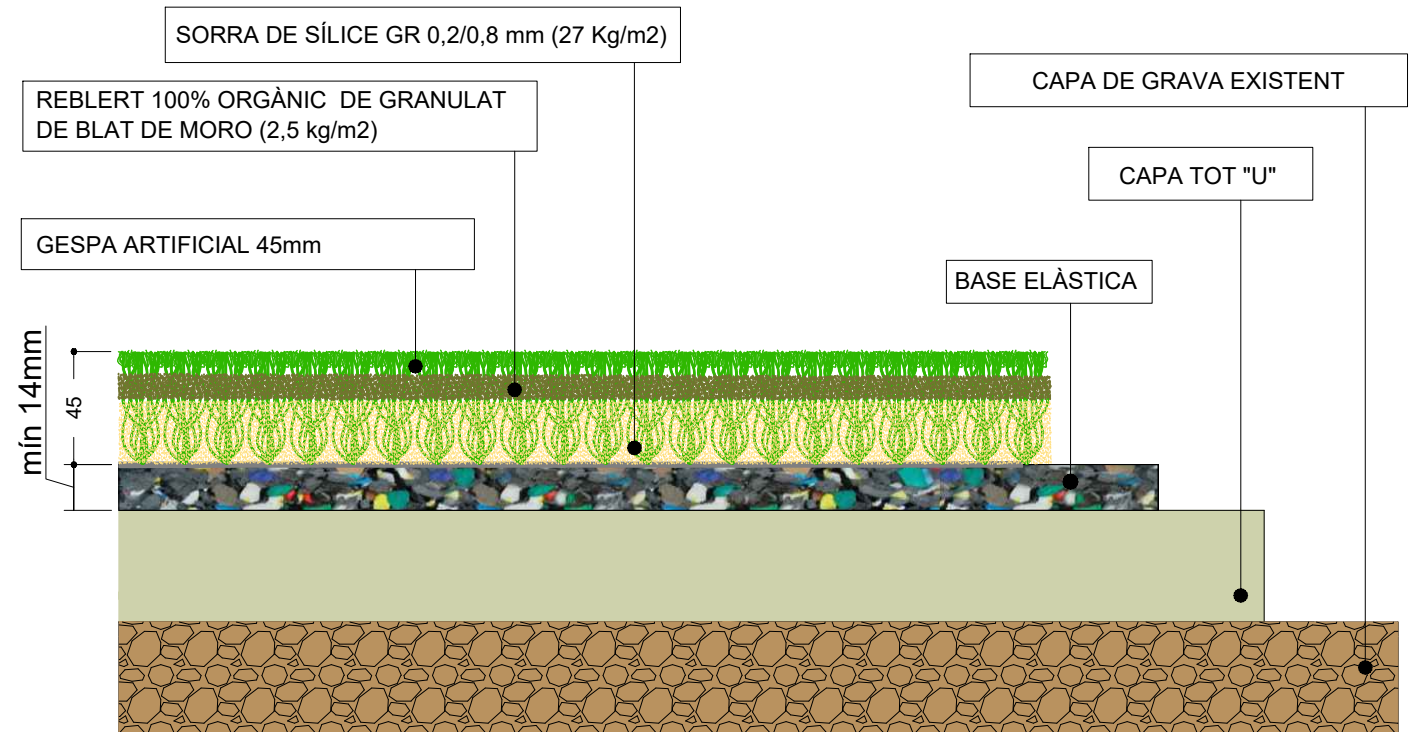 SORRA DE SÍLICE GR 0,2/0,8 mm (27 Kg/m2)
REBLERT 100% ORGÀNIC DE GRANULAT
DE BLAT DE MORO (2,5 kg/m2)
GESPA ARTIFICIAL 45mm
CAPA DE GRAVA EXISTENT
CAPA TOT "U"
BASE ELÀSTICA
mín 14mm
45